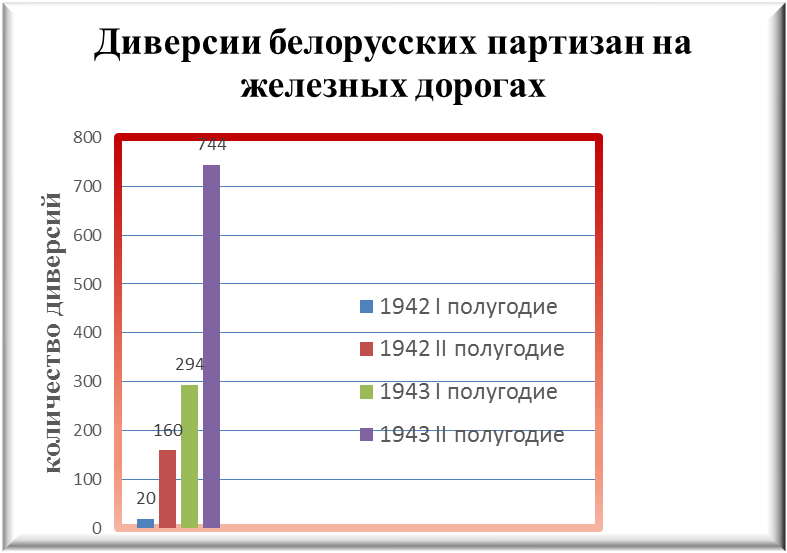 Диверсии белорусских партизан на
железных дорогах
количество диверсий
800
700
600
500
400
300
200
100
0
20
160
294
744
1942 I полугодие
1942 II полугодие
1943 I полугодие
1943 II полугодие